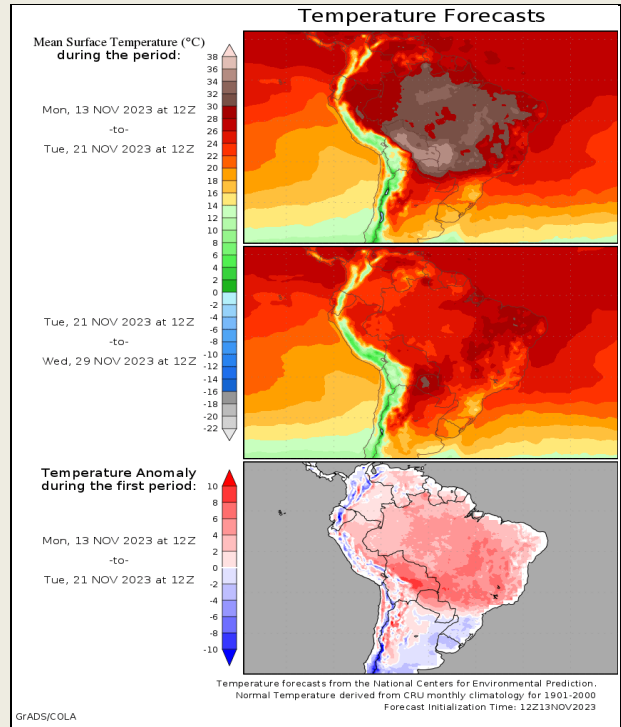 Temperature Forecasts
Mean Surface Temperature (°C)
during the period:
Mon, 13 NOV 2023 at 12Z
-to-
Tue, 21 NOV 2023 at 12Z
38
36
34
32
30
28
26
24
22
20
18
16
14
12
10
8
6
4
2
0
-2
-4
-6
-8
-10
-12
-14
-16
-18
-20
-22
Tue, 21 NOV 2023 at 12Z
-to-
Wed, 29 NOV 2023 at 12Z
Temperature Anomaly
during the first period:
Mon, 13 NOV 2023 at 12Z
-to-
Tue, 21 NOV 2023 at 12Z
10
8
6
4
2
0
-2
-4
-6
-8
-10
Temperature forecasts from the National Centers for Environmental Prediction.
Normal Temperature derived from CRU monthly climatology for 1901-2000
Forecast Initialization Time: 12Z13NOV2023
GrADS/COLA